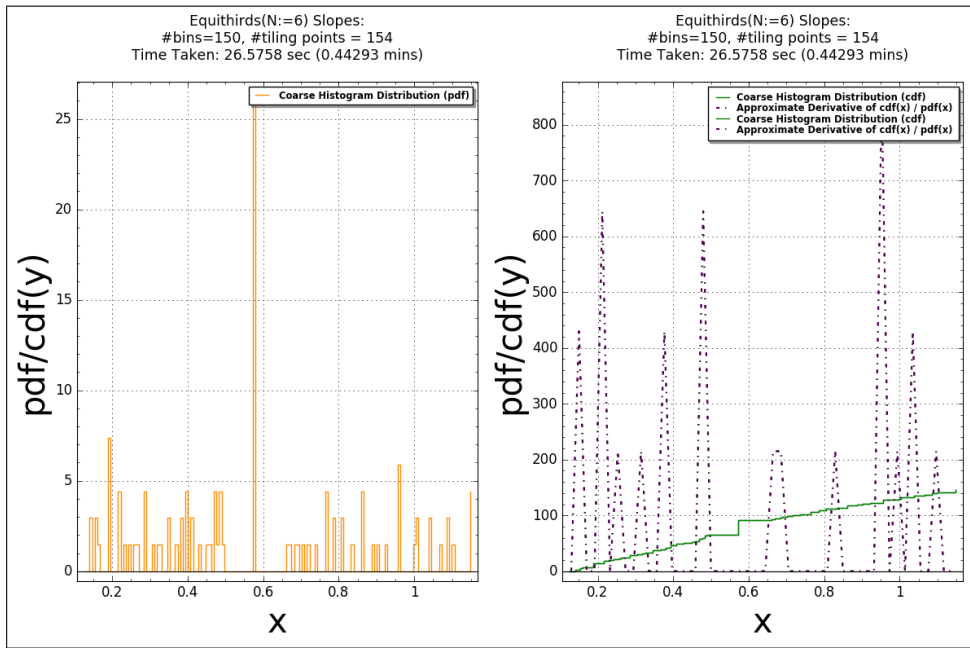 Equithirds(N:=6) Slopes:
#bins=150, #tiling points = 154
Time Taken: 26.5758 sec (0.44293 mins)
Coarse Histogram Distribution (pdf)
25
20
15
10
5
0
pdf/cdf(y)
0.2 0.4 0.6 0.8 1
x
Equithirds(N:=6) Slopes:
#bins=150, #tiling points = 154
Time Taken: 26.5758 sec (0.44293 mins)
Coarse Histogram Distribution (cdf)
Approximate Derivative of cdf(x) / pdf(x)
Coarse Histogram Distribution (cdf)
Approximate Derivative of cdf(x) / pdf(x)
800
700
600
500
400
300
200
100
0
pdf/cdf(y)
0.2 0.4 0.6 0.8 1
x